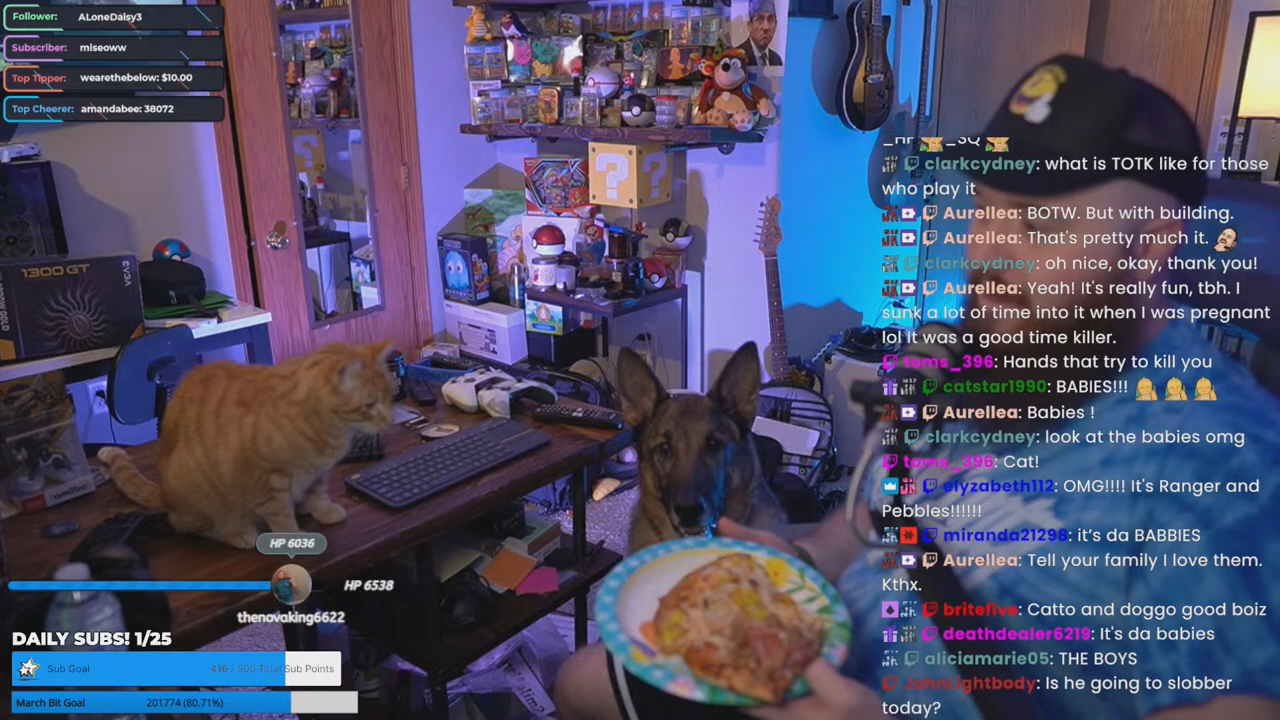 Follower: ALoneDaisy3
Subscriber: miseoww
Top Tipper: wearethebelow: $10.00
Top Cheerer: amandabee: 38072
1300 GT
EVGA
? ?
amiibo
HP 6036
HP 6538
thenovaking6622
DAILY SUBS! 1/25
Sub Goal 416 / 500 Total Sub Points
March Bit Goal 201774 (80.71%)
clarkcydney: what is TOTK like for those
who play it
Aurellea: BOTW. But with building.
Aurellea: That's pretty much it.
clarkcydney: oh nice, okay, thank you!
Aurellea: Yeah! It's really fun, tbh. I
sunk a lot of time into it when I was pregnant
lol it was a good time killer.
toms_396: Hands that try to kill you
catstar1990: BABIES!!!
Aurellea: Babies !
clarkcydney: look at the babies omg
toms_396: Cat!
elyzabeth112: OMG!!!! It's Ranger and
Pebbles!!!!!!
miranda21298: it's da BABBIES
Aurellea: Tell your family I love them.
Kthx.
britefive: Catto and doggo good boiz
deathdealer6219: It's da babies
aliciamarie05: THE BOYS
JohnLightbody: Is he going to slobber
today?